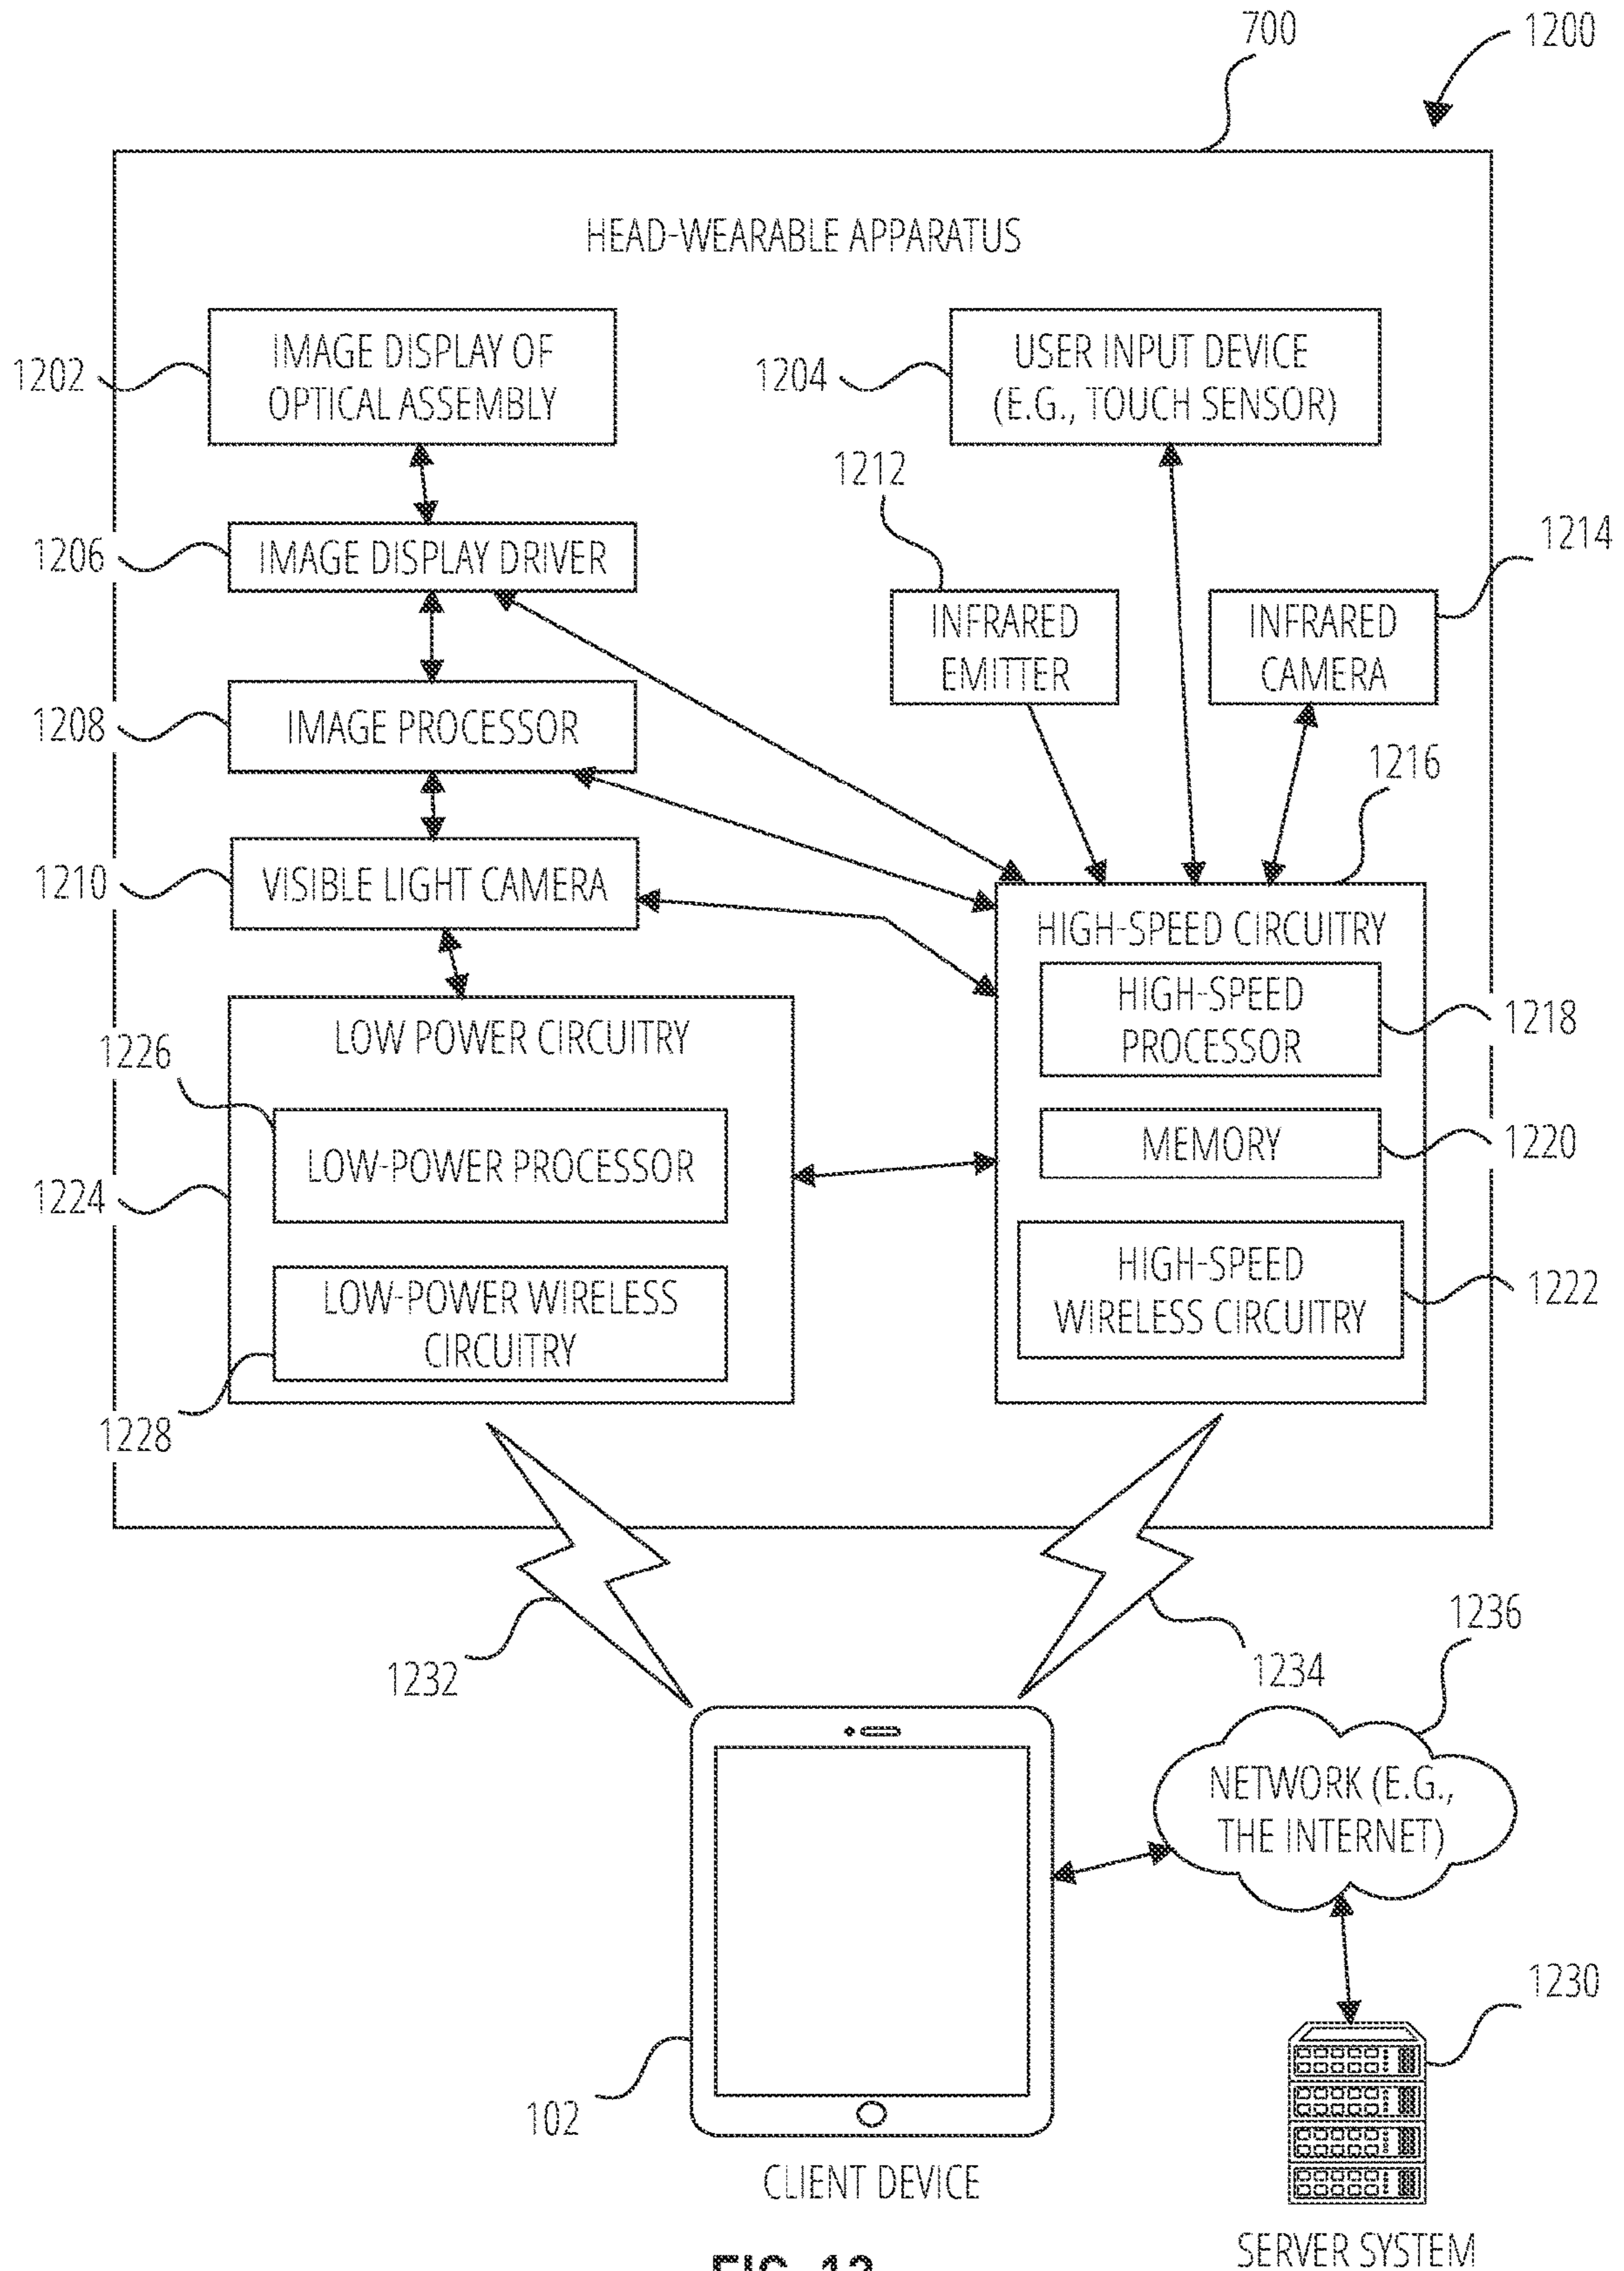 700
1200
HEAD-WEARABLE APPARATUS
1202
IMAGE DISPLAY OF
OPTICAL ASSEMBLY
1204
USER INPUT DEVICE
(E.G., TOUCH SENSOR)
1212
1214
1206
IMAGE DISPLAY DRIVER
INFRARED
EMITTER
INFRARED
CAMERA
1208
IMAGE PROCESSOR
1216
1210
VISIBLE LIGHT CAMERA
HIGH-SPEED CIRCUITRY
HIGH-SPEED
PROCESSOR
1218
LOW POWER CIRCUITRY
1226
LOW-POWER PROCESSOR
MEMORY
1220
1224
LOW-POWER WIRELESS
CIRCUITRY
HIGH-SPEED
WIRELESS CIRCUITRY
1222
1228
1232
1234
1236
NETWORK (E.G.,
THE INTERNET)
1230
102
CLIENT DEVICE
SERVER SYSTEM